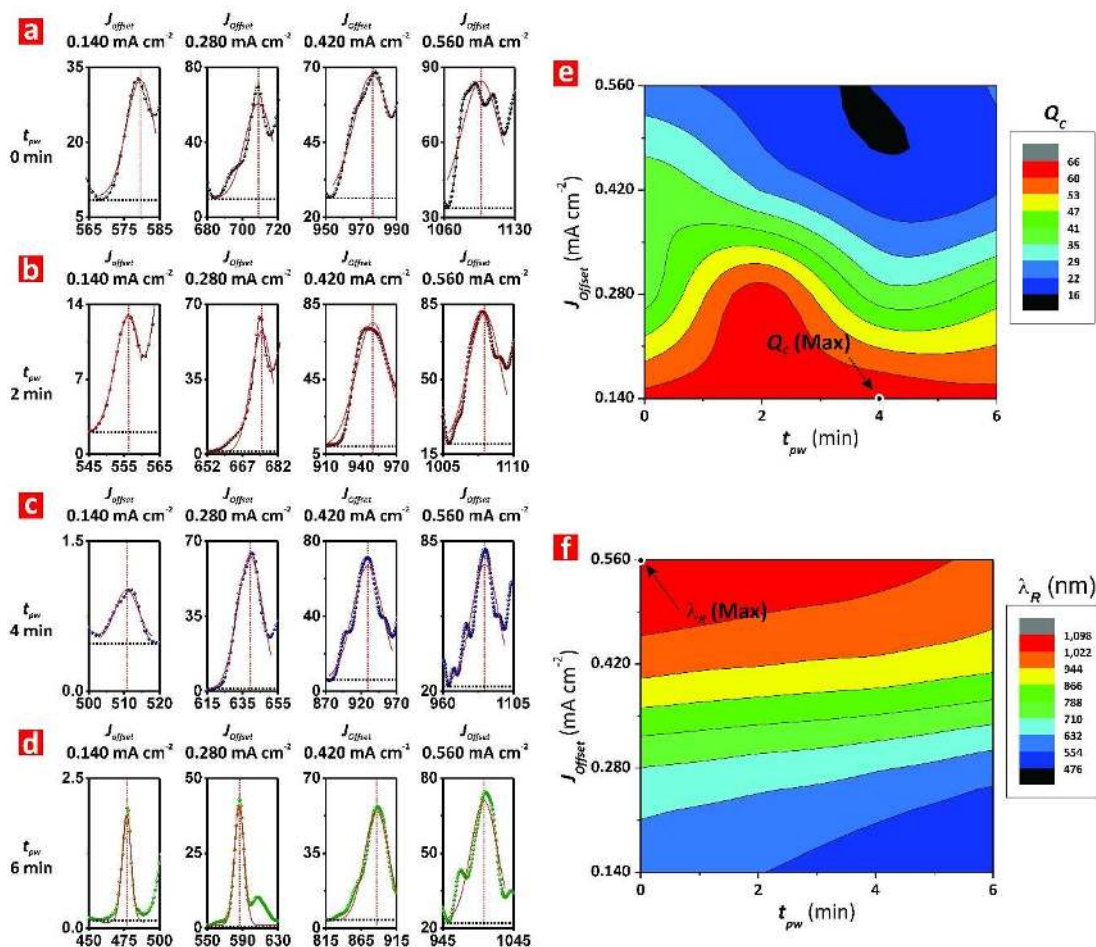 a
J_Offset J_Offset J_Offset J_Offset
0.140 mA cm⁻² 0.280 mA cm⁻² 0.420 mA cm⁻² 0.560 mA cm⁻²
t_pw
0 min
35 25 15 5
565 575 585
80 60 40 20
680 700 720
70 45 20
950 970 990
90 60 30
1060 1130
b
J_Offset J_Offset J_Offset J_Offset
0.140 mA cm⁻² 0.280 mA cm⁻² 0.420 mA cm⁻² 0.560 mA cm⁻²
t_pw
2 min
14 7 0
545 555 565
70 35 0
652 667 682
85 45 5
910 940 970
85 50 15
1005 1110
c
J_Offset J_Offset J_Offset J_Offset
0.140 mA cm⁻² 0.280 mA cm⁻² 0.420 mA cm⁻² 0.560 mA cm⁻²
t_pw
4 min
1.5 1.0 0.0
500 510 520
70 35 0
615 635 655
80 40 0
870 920 970
85 20
960 1105
d
J_Offset J_Offset J_Offset J_Offset
0.140 mA cm⁻² 0.280 mA cm⁻² 0.420 mA cm⁻² 0.560 mA cm⁻²
t_pw
6 min
2.5 0.0
450 475 500
50 25 0
550 590 630
70 35 0
815 865 915
80 50 20
945 1045
e
0.560
0.420
0.280
0.140
J_Offset (mA cm⁻²)
Q_c (Max)
0 2 4 6
t_pw (min)
Q_c
66
60
53
47
41
35
29
22
16
f
0.560
0.420
0.280
0.140
J_Offset (mA cm⁻²)
λ_R (Max)
0 2 4 6
t_pw (min)
λ_R (nm)
1,098
1,022
944
866
788
710
632
554
476